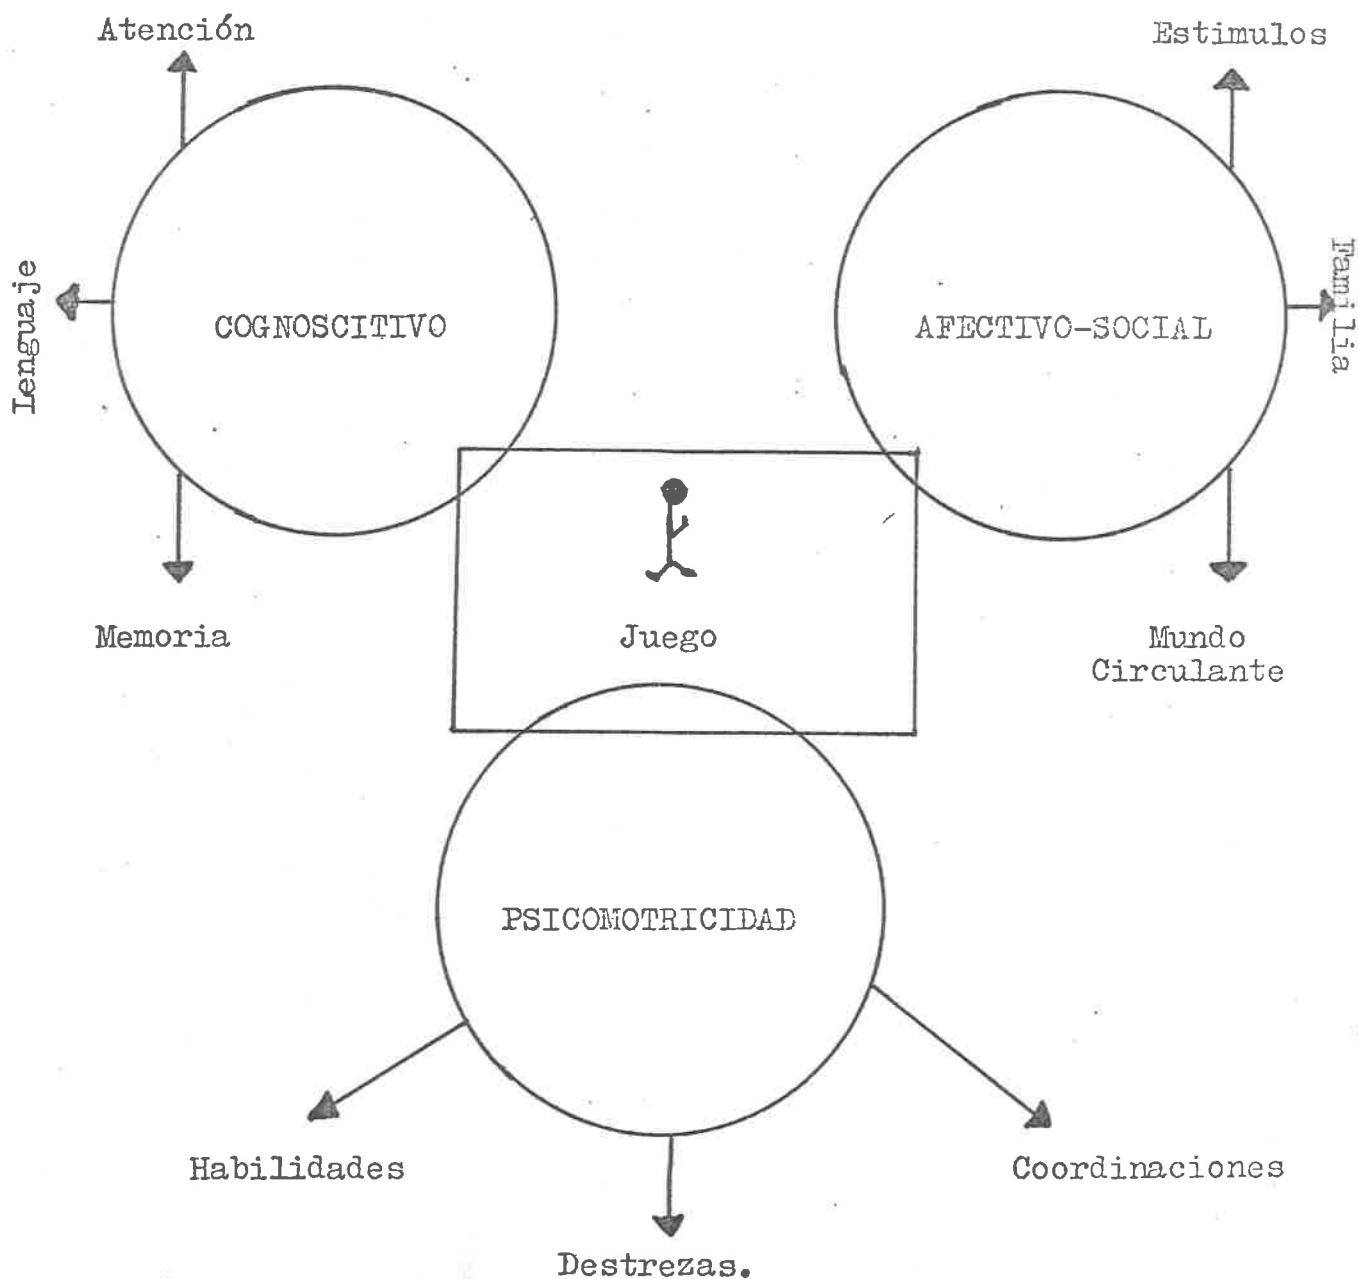 Atención
Estimulos
Lenguaje
COGNOSCITIVO
AFECTIVO-SOCIAL
Familia
Memoria
Juego
Mundo
Circulante
PSICOMOTRICIDAD
Habilidades
Coordinaciones
Destrezas.